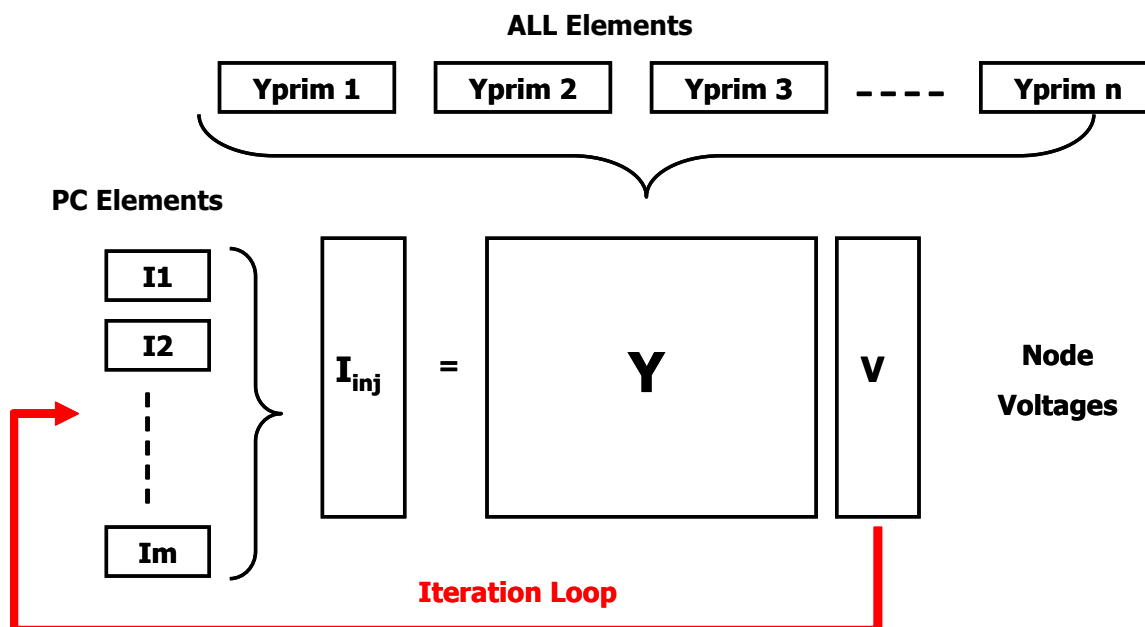 ALL Elements
Yprim 1 Yprim 2 Yprim 3 Yprim n
PC Elements
I1
I2
Im
Iinj = Y V
Node
Voltages
Iteration Loop